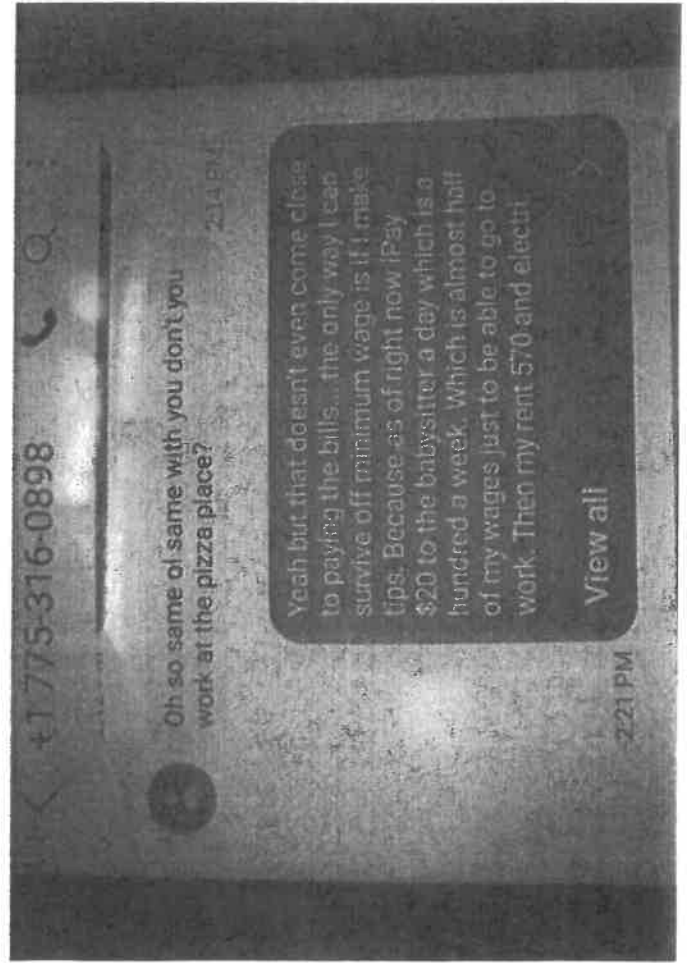 +1 775-316-0898
Oh so same ol same with you don't you
work at the pizza place?
2:14 PM
Yeah but that doesn't even come close
to paying the bills...the only way I can
survive off minimum wage is if I make
tips. Because as of right now iPay
$20 to the babysitter a day which is a
hundred a week. Which is almost half
of my wages just to be able to go to
work. Then my rent 570 and electri
View all
2:21 PM